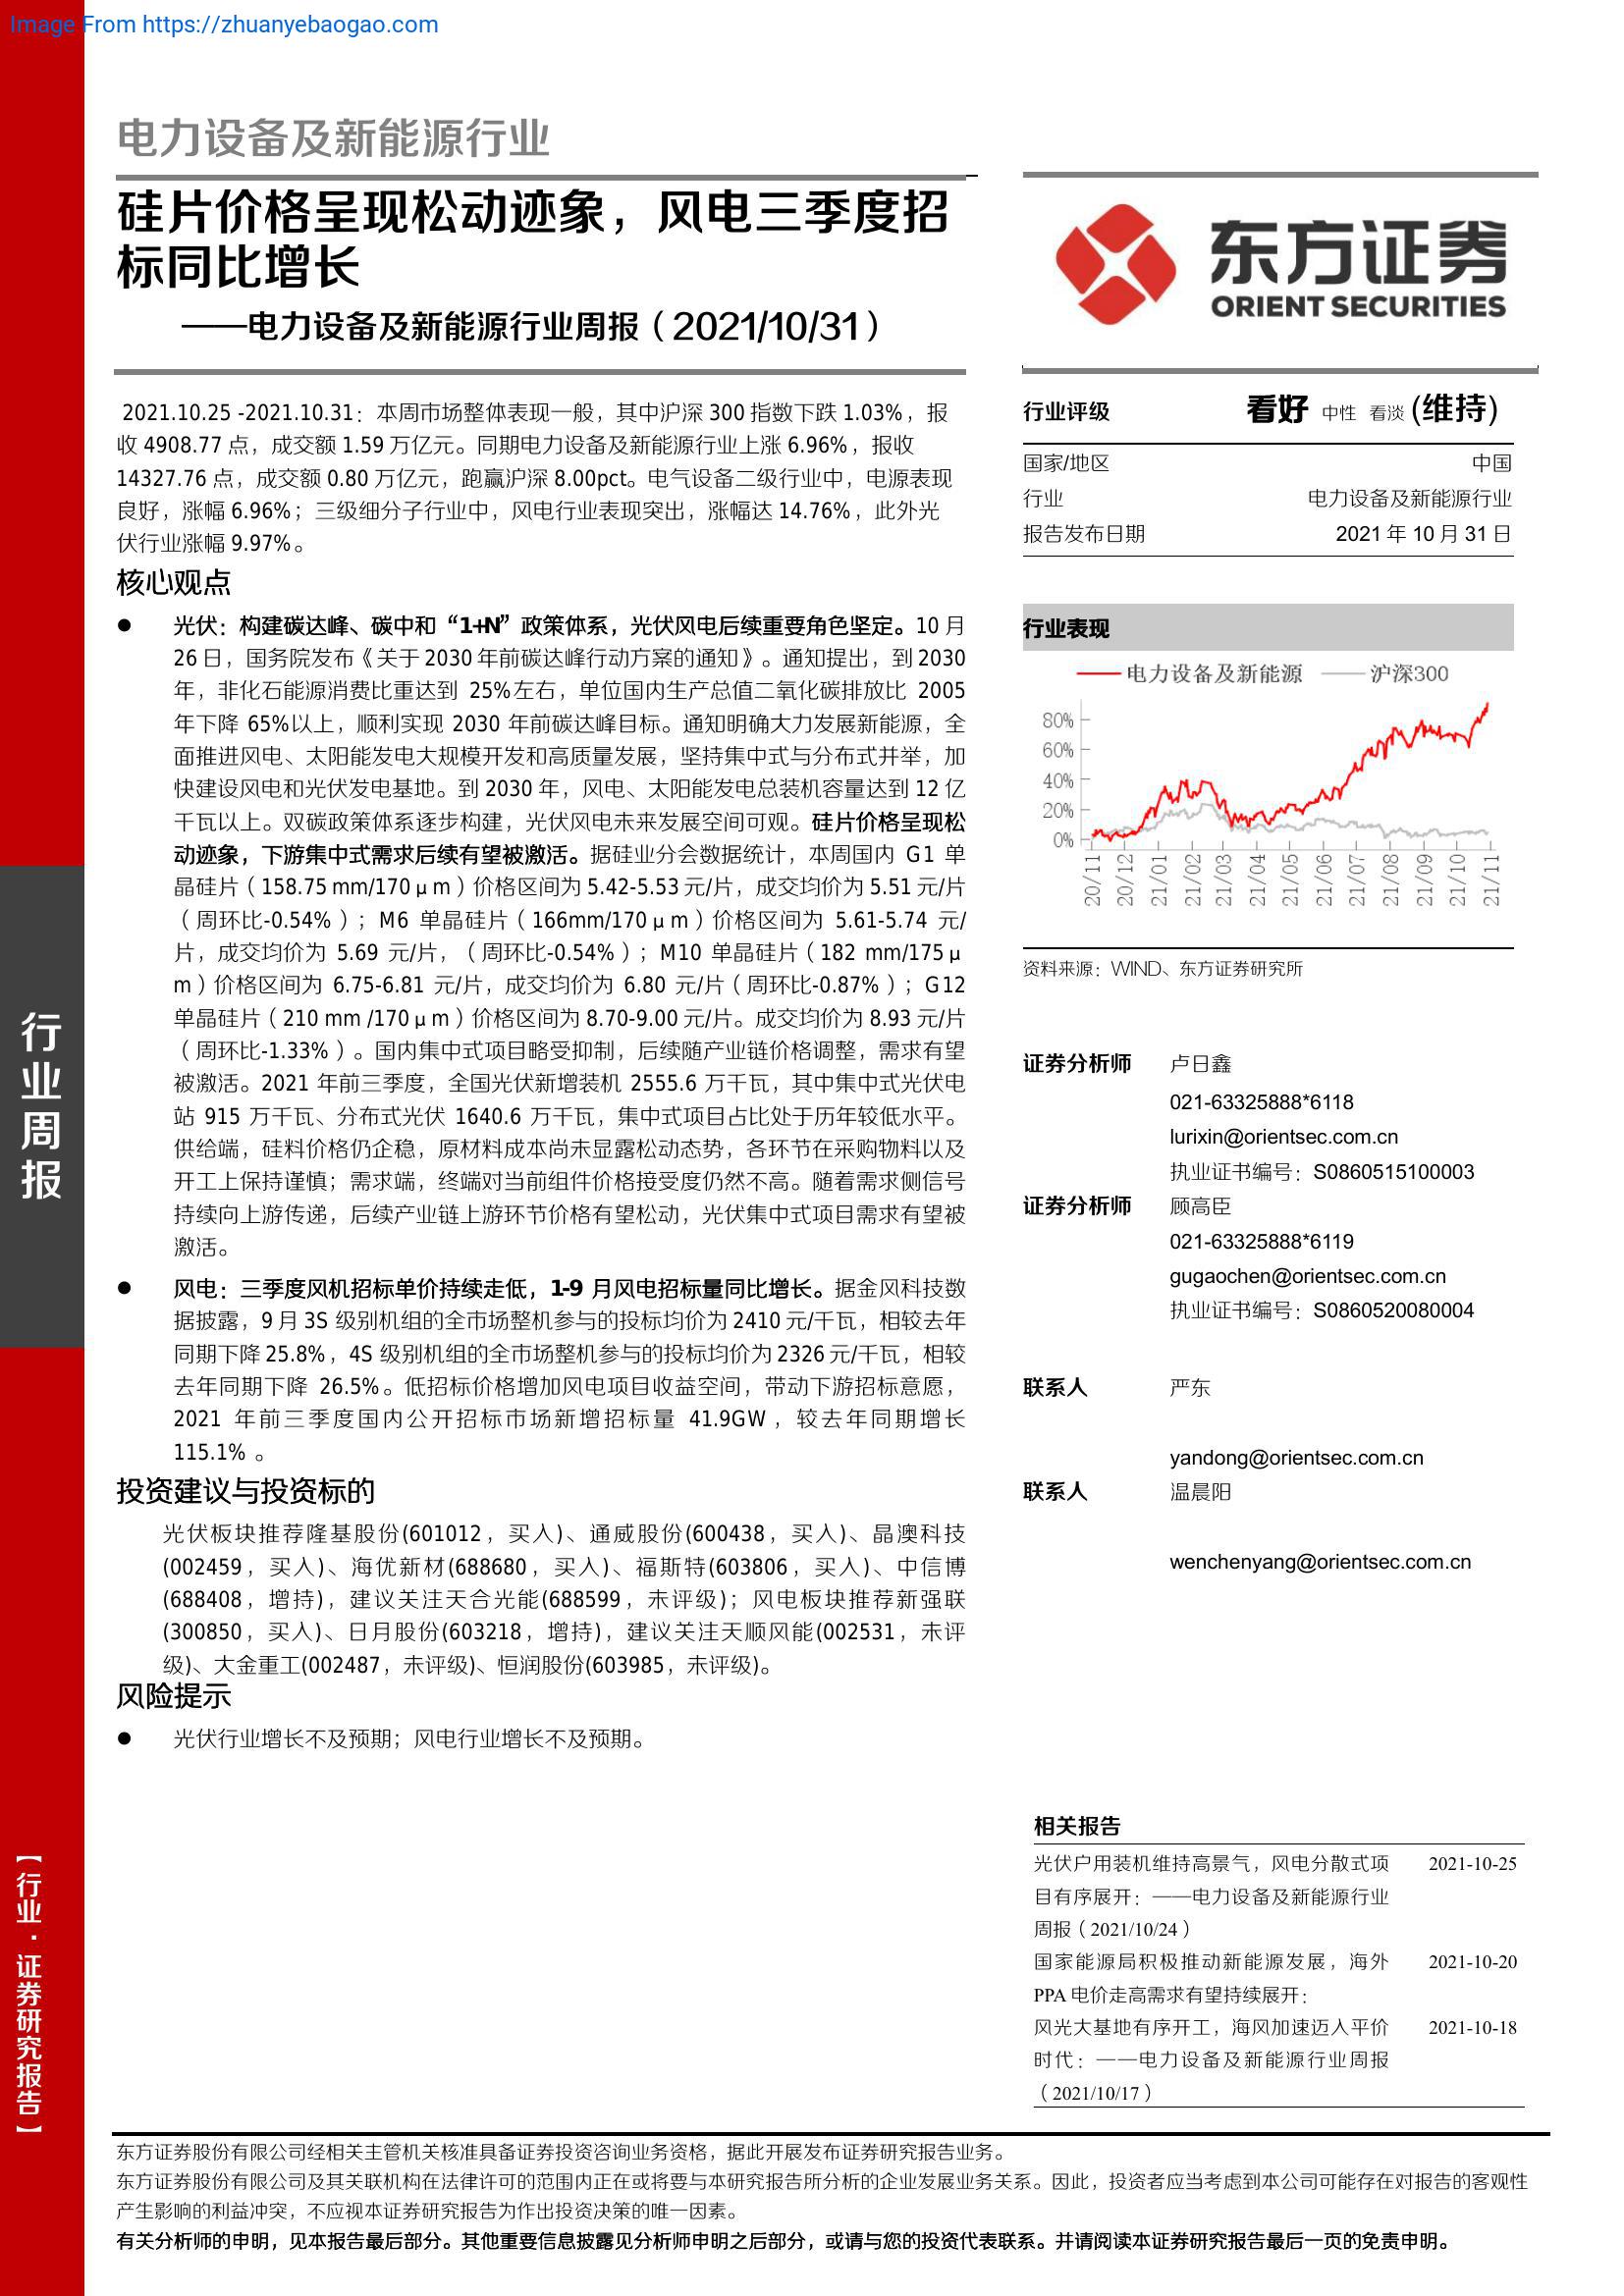 Image From https://zhuanyebaogao.com
电力设备及新能源行业
硅片价格呈现松动迹象，风电三季度招
标同比增长
——电力设备及新能源行业周报（2021/10/31）
2021.10.25 -2021.10.31：本周市场整体表现一般，其中沪深 300 指数下跌 1.03%，报
收 4908.77 点，成交额 1.59 万亿元。同期电力设备及新能源行业上涨 6.96%，报收
14327.76 点，成交额 0.80 万亿元，跑赢沪深 8.00pct。电气设备二级行业中，电源表现
良好，涨幅 6.96%；三级细分子行业中，风电行业表现突出，涨幅达 14.76%，此外光
伏行业涨幅 9.97%。
核心观点
● 光伏：构建碳达峰、碳中和“1+N”政策体系，光伏风电后续重要角色坚定。10 月
26 日，国务院发布《关于 2030 年前碳达峰行动方案的通知》。通知提出，到 2030
年，非化石能源消费比重达到 25%左右，单位国内生产总值二氧化碳排放比 2005
年下降 65%以上，顺利实现 2030 年前碳达峰目标。通知明确大力发展新能源，全
面推进风电、太阳能发电大规模开发和高质量发展，坚持集中式与分布式并举，加
快建设风电和光伏发电基地。到 2030 年，风电、太阳能发电总装机容量达到 12 亿
千瓦以上。双碳政策体系逐步构建，光伏风电未来发展空间可观。硅片价格呈现松
动迹象，下游集中式需求后续有望被激活。据硅业分会数据统计，本周国内 G1 单
晶硅片（158.75 mm/170 μ m）价格区间为 5.42-5.53 元/片，成交均价为 5.51 元/片
（周环比-0.54%）；M6 单晶硅片（166mm/170 μ m）价格区间为 5.61-5.74 元/
片，成交均价为 5.69 元/片，（周环比-0.54%）；M10 单晶硅片（182 mm/175 μ
m）价格区间为 6.75-6.81 元/片，成交均价为 6.80 元/片（周环比-0.87%）；G12
单晶硅片（210 mm /170 μ m）价格区间为 8.70-9.00 元/片。成交均价为 8.93 元/片
（周环比-1.33%）。国内集中式项目略受抑制，后续随产业链价格调整，需求有望
被激活。2021 年前三季度，全国光伏新增装机 2555.6 万千瓦，其中集中式光伏电
站 915 万千瓦、分布式光伏 1640.6 万千瓦，集中式项目占比处于历年较低水平。
供给端，硅料价格仍企稳，原材料成本尚未显露松动态势，各环节在采购物料以及
开工上保持谨慎；需求端，终端对当前组件价格接受度仍然不高。随着需求侧信号
持续向上游传递，后续产业链上游环节价格有望松动，光伏集中式项目需求有望被
激活。
● 风电：三季度风机招标单价持续走低，1-9 月风电招标量同比增长。据金风科技数
据披露，9 月 3S 级别机组的全市场整机参与的投标均价为 2410 元/千瓦，相较去年
同期下降 25.8%，4S 级别机组的全市场整机参与的投标均价为 2326 元/千瓦，相较
去年同期下降 26.5%。低招标价格增加风电项目收益空间，带动下游招标意愿，
2021 年前三季度国内公开招标市场新增招标量 41.9GW，较去年同期增长
115.1% 。
投资建议与投资标的
光伏板块推荐隆基股份(601012，买入)、通威股份(600438，买入)、晶澳科技
(002459，买入)、海优新材(688680，买入)、福斯特(603806，买入)、中信博
(688408，增持)，建议关注天合光能(688599，未评级)；风电板块推荐新强联
(300850，买入)、日月股份(603218，增持)，建议关注天顺风能(002531，未评
级)、大金重工(002487，未评级)、恒润股份(603985，未评级)。
风险提示
● 光伏行业增长不及预期；风电行业增长不及预期。
东方证券
ORIENT SECURITIES
行业评级 看好 中性 看淡 (维持)
国家/地区 中国
行业 电力设备及新能源行业
报告发布日期 2021 年 10 月 31 日
行业表现
电力设备及新能源 沪深300
80%
60%
40%
20%
0%
20/11 20/12 21/01 21/02 21/03 21/04 21/05 21/06 21/07 21/08 21/09 21/10 21/11
资料来源：WIND、东方证券研究所
证券分析师 卢日鑫
021-63325888*6118
lurixin@orientsec.com.cn
执业证书编号：S0860515100003
证券分析师 顾高臣
021-63325888*6119
gugaochen@orientsec.com.cn
执业证书编号：S0860520080004
联系人 严东
yandong@orientsec.com.cn
联系人 温晨阳
wenchenyang@orientsec.com.cn
相关报告
光伏户用装机维持高景气，风电分散式项 2021-10-25
目有序展开：——电力设备及新能源行业
周报（2021/10/24）
国家能源局积极推动新能源发展，海外 2021-10-20
PPA 电价走高需求有望持续展开：
风光大基地有序开工，海风加速迈入平价 2021-10-18
时代：——电力设备及新能源行业周报
（2021/10/17）
行业周报
【行业·证券研究报告】
东方证券股份有限公司经相关主管机关核准具备证券投资咨询业务资格，据此开展发布证券研究报告业务。
东方证券股份有限公司及其关联机构在法律许可的范围内正在或将要与本研究报告所分析的企业发展业务关系。因此，投资者应当考虑到本公司可能存在对报告的客观性
产生影响的利益冲突，不应视本证券研究报告为作出投资决策的唯一因素。
有关分析师的申明，见本报告最后部分。其他重要信息披露见分析师申明之后部分，或请与您的投资代表联系。并请阅读本证券研究报告最后一页的免责申明。